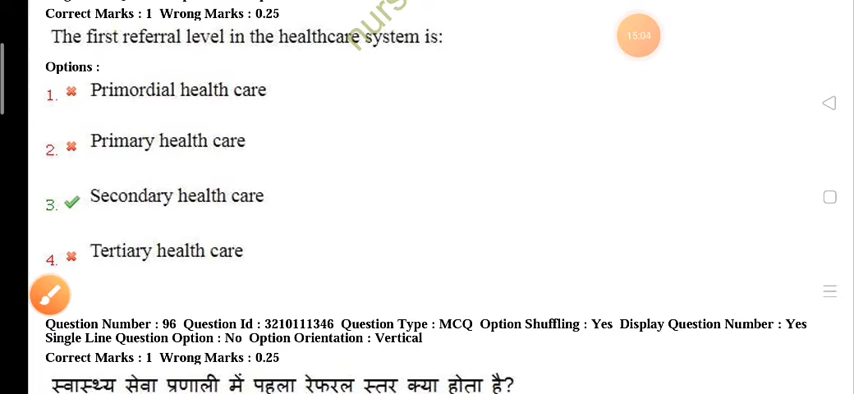 Correct Marks : 1 Wrong Marks : 0.25
The first referral level in the healthcare system is:
15:04
Options :
1. Primordial health care
2. Primary health care
3. Secondary health care
4. Tertiary health care
Question Number : 96 Question Id : 3210111346 Question Type : MCQ Option Shuffling : Yes Display Question Number : Yes
Single Line Question Option : No Option Orientation : Vertical
Correct Marks : 1 Wrong Marks : 0.25
स्वास्थ्य सेवा प्रणाली में पहला रेफरल स्तर क्या होता है?